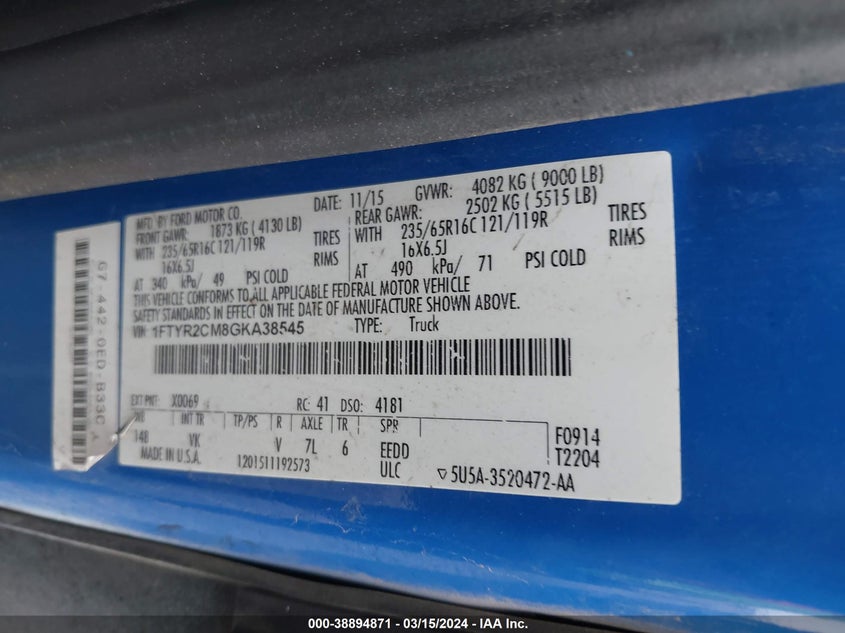 MFD. BY FORD MOTOR CO. DATE: 11/15 GVWR: 4082 KG ( 9000 LB)
FRONT GAWR: 1873 KG ( 4130 LB) REAR GAWR: 2502 KG ( 5515 LB)
WITH 235/65R16C 121/119R TIRES WITH 235/65R16C 121/119R TIRES
16X6.5J RIMS 16X6.5J RIMS
AT 340 kPa/ 49 PSI COLD AT 490 kPa/ 71 PSI COLD
THIS VEHICLE CONFORMS TO ALL APPLICABLE FEDERAL MOTOR VEHICLE
SAFETY STANDARDS IN EFFECT ON THE DATE OF MANUFACTURE SHOWN ABOVE.
VIN: 1FTYR2CM8GKA38545 TYPE: Truck
EXT PNT: X0069 RC: 41 DSO: 4181
WB INT TR TP/PS R AXLE TR SPR
148 VK V 7L 6 EEDD F0914
MADE IN U.S.A. 1201511192573 ULC T2204
5U5A-3520472-AA
G7-442-0ED-B33C A
000-38894871 - 03/15/2024 - IAA Inc.